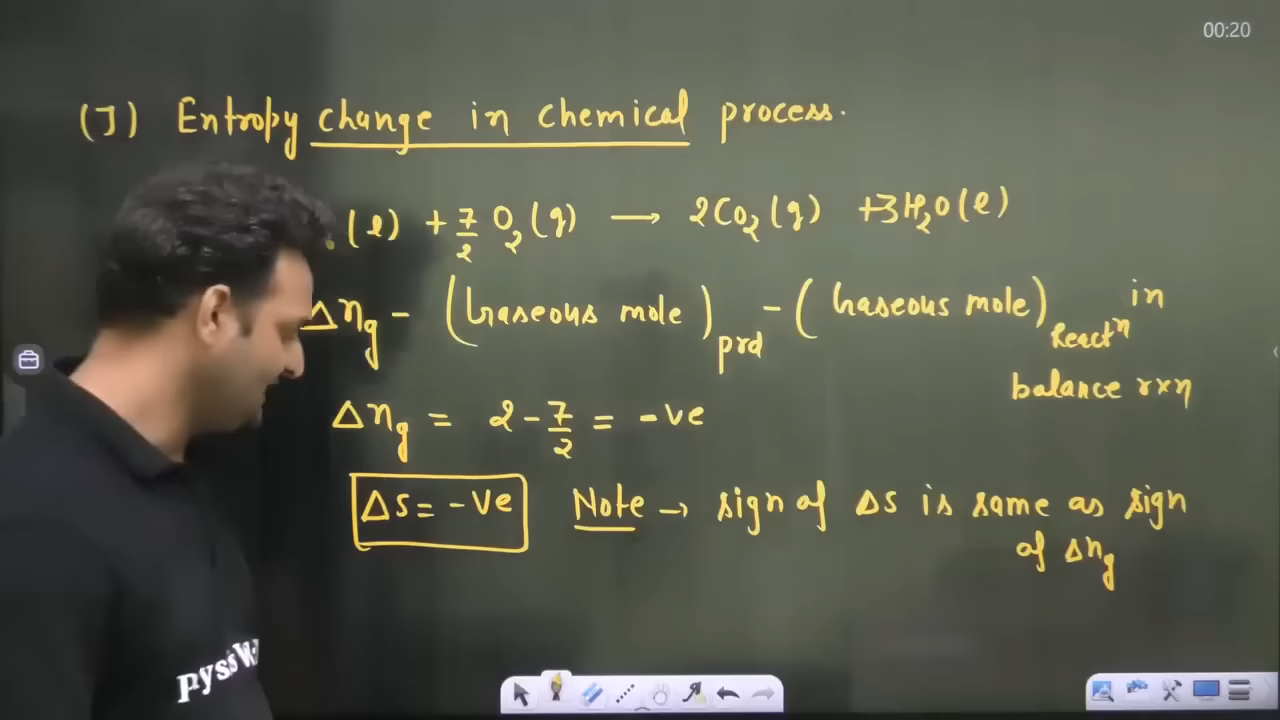 00:20
(J) Entropy change in chemical process.
(l) + 7/2 O₂(g) → 2CO₂(g) + 3H₂O(l)
Δng - (Gaseous mole)prd - (Gaseous mole)Reactⁿ in
balance rxn
Δng = 2 - 7/2 = -ve
ΔS = -ve Note → sign of ΔS is same as sign
of Δng